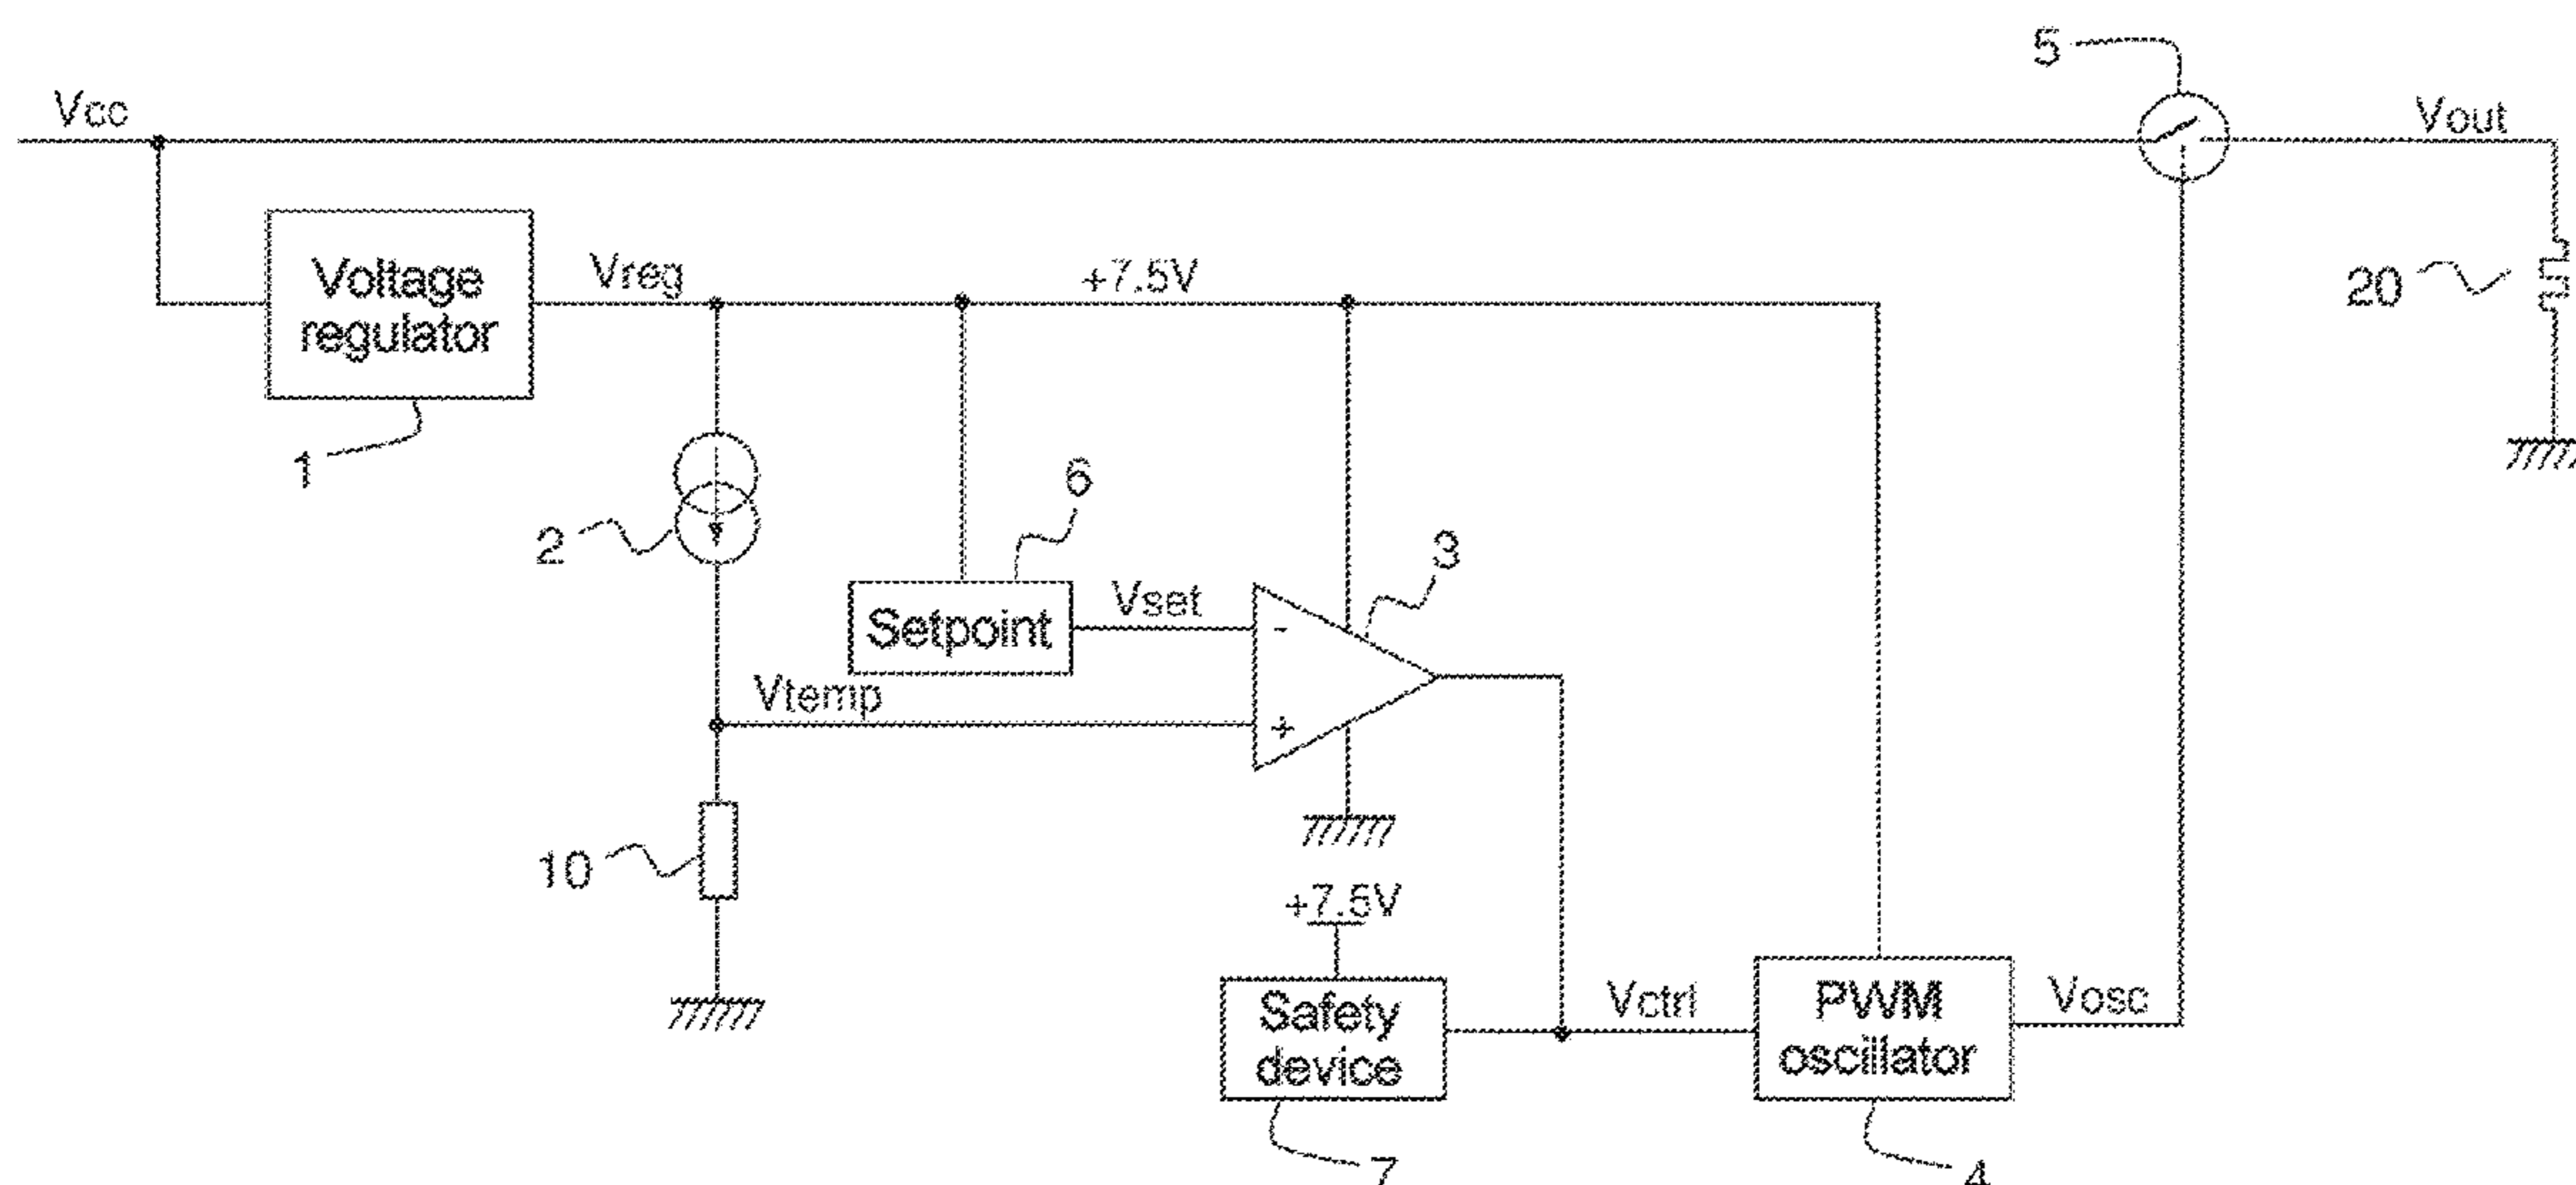 5
Vcc
Vout
Voltage
regulator
Vreg
+7.5V
20
1
6
2
3
Setpoint
Vset
-
Vtemp
+
10
+7.5V
Safety
device
Vctrl
PWM
oscillator
Vosc
7
4